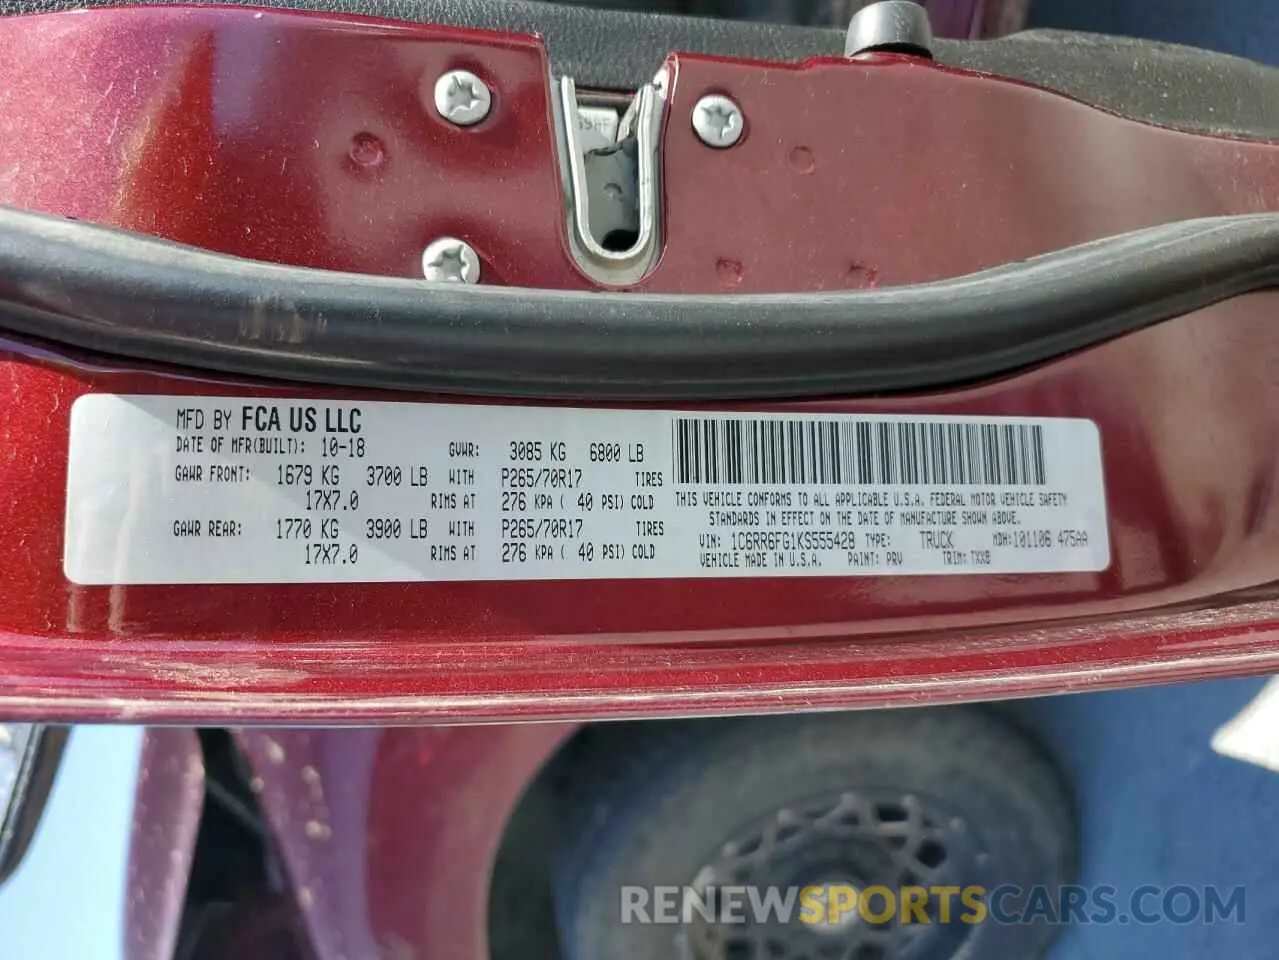 MFD BY FCA US LLC
DATE OF MFR(BUILT): 10-18 GVWR: 3085 KG 6800 LB
GAWR FRONT: 1679 KG 3700 LB WITH P265/70R17 TIRES
17X7.0 RIMS AT 276 KPA ( 40 PSI) COLD
GAWR REAR: 1770 KG 3900 LB WITH P265/70R17 TIRES
17X7.0 RIMS AT 276 KPA ( 40 PSI) COLD
THIS VEHICLE CONFORMS TO ALL APPLICABLE U.S.A. FEDERAL MOTOR VEHICLE SAFETY
STANDARDS IN EFFECT ON THE DATE OF MANUFACTURE SHOWN ABOVE.
VIN: 1C6RR6FG1KS555428 TYPE: TRUCK MDH:101106 475AA
VEHICLE MADE IN U.S.A. PAINT: PRV TRIM: TXX8
RENEWSPORTSCARS.COM